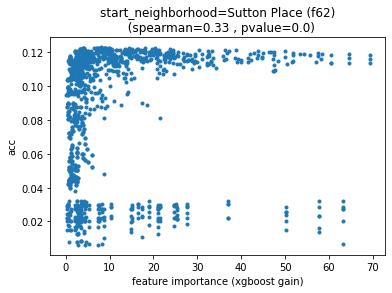 start_neighborhood=Sutton Place (f62)
(spearman=0.33 , pvalue=0.0)
acc
0.12
0.10
0.08
0.06
0.04
0.02
0 10 20 30 40 50 60 70
feature importance (xgboost gain)